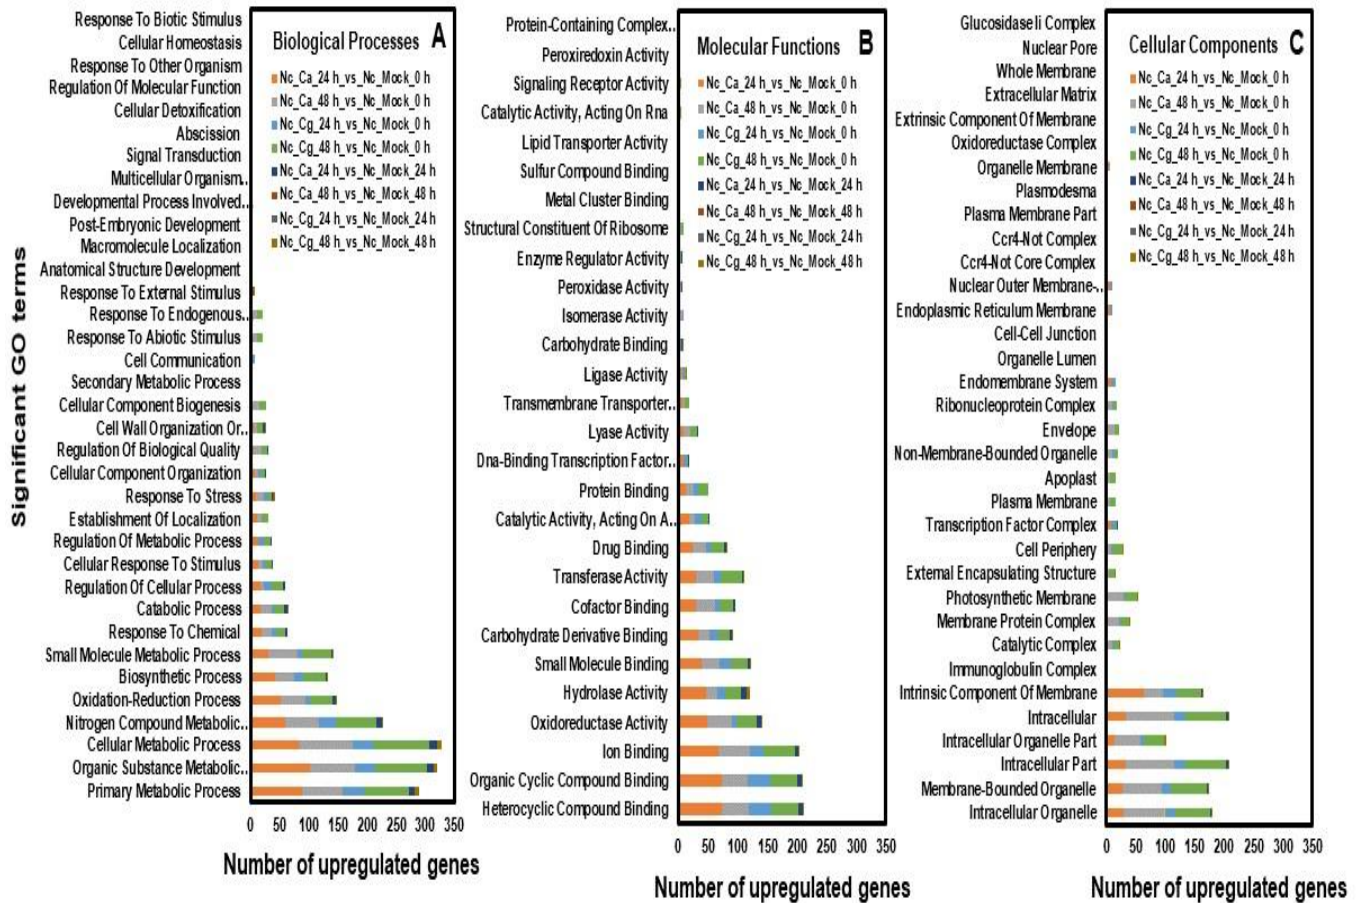 Significant GO terms
Biological Processes A
Nc_Ca_24 h_vs_Nc_Mock_0 h
Nc_Ca_48 h_vs_Nc_Mock_0 h
Nc_Cg_24 h_vs_Nc_Mock_0 h
Nc_Cg_48 h_vs_Nc_Mock_0 h
Nc_Ca_24 h_vs_Nc_Mock_24 h
Nc_Ca_48 h_vs_Nc_Mock_48 h
Nc_Cg_24 h_vs_Nc_Mock_24 h
Nc_Cg_48 h_vs_Nc_Mock_48 h
Response To Biotic Stimulus
Cellular Homeostasis
Response To Other Organism
Regulation Of Molecular Function
Cellular Detoxification
Abscission
Signal Transduction
Multicellular Organism..
Developmental Process Involved..
Post-Embryonic Development
Macromolecule Localization
Anatomical Structure Development
Response To External Stimulus
Response To Endogenous..
Response To Abiotic Stimulus
Cell Communication
Secondary Metabolic Process
Cellular Component Biogenesis
Cell Wall Organization Or..
Regulation Of Biological Quality
Cellular Component Organization
Response To Stress
Establishment Of Localization
Regulation Of Metabolic Process
Cellular Response To Stimulus
Regulation Of Cellular Process
Catabolic Process
Response To Chemical
Small Molecule Metabolic Process
Biosynthetic Process
Oxidation-Reduction Process
Nitrogen Compound Metabolic..
Cellular Metabolic Process
Organic Substance Metabolic..
Primary Metabolic Process
0 50 100 150 200 250 300 350
Number of upregulated genes
Molecular Functions B
Nc_Ca_24 h_vs_Nc_Mock_0 h
Nc_Ca_48 h_vs_Nc_Mock_0 h
Nc_Cg_24 h_vs_Nc_Mock_0 h
Nc_Cg_48 h_vs_Nc_Mock_0 h
Nc_Ca_24 h_vs_Nc_Mock_24 h
Nc_Ca_48 h_vs_Nc_Mock_48 h
Nc_Cg_24 h_vs_Nc_Mock_24 h
Nc_Cg_48 h_vs_Nc_Mock_48 h
Protein-Containing Complex..
Peroxiredoxin Activity
Signaling Receptor Activity
Catalytic Activity, Acting On Rna
Lipid Transporter Activity
Sulfur Compound Binding
Metal Cluster Binding
Structural Constituent Of Ribosome
Enzyme Regulator Activity
Peroxidase Activity
Isomerase Activity
Carbohydrate Binding
Ligase Activity
Transmembrane Transporter..
Lyase Activity
Dna-Binding Transcription Factor..
Protein Binding
Catalytic Activity, Acting On A..
Drug Binding
Transferase Activity
Cofactor Binding
Carbohydrate Derivative Binding
Small Molecule Binding
Hydrolase Activity
Oxidoreductase Activity
Ion Binding
Organic Cyclic Compound Binding
Heterocyclic Compound Binding
0 50 100 150 200 250 300 350
Number of upregulated genes
Cellular Components C
Nc_Ca_24 h_vs_Nc_Mock_0 h
Nc_Ca_48 h_vs_Nc_Mock_0 h
Nc_Cg_24 h_vs_Nc_Mock_0 h
Nc_Cg_48 h_vs_Nc_Mock_0 h
Nc_Ca_24 h_vs_Nc_Mock_24 h
Nc_Ca_48 h_vs_Nc_Mock_48 h
Nc_Cg_24 h_vs_Nc_Mock_24 h
Nc_Cg_48 h_vs_Nc_Mock_48 h
Glucosidase Ii Complex
Nuclear Pore
Whole Membrane
Extracellular Matrix
Extrinsic Component Of Membrane
Oxidoreductase Complex
Organelle Membrane
Plasmodesma
Plasma Membrane Part
Ccr4-Not Complex
Ccr4-Not Core Complex
Nuclear Outer Membrane-..
Endoplasmic Reticulum Membrane
Cell-Cell Junction
Organelle Lumen
Endomembrane System
Ribonucleoprotein Complex
Envelope
Non-Membrane-Bounded Organelle
Apoplast
Plasma Membrane
Transcription Factor Complex
Cell Periphery
External Encapsulating Structure
Photosynthetic Membrane
Membrane Protein Complex
Catalytic Complex
Immunoglobulin Complex
Intrinsic Component Of Membrane
Intracellular
Intracellular Organelle Part
Intracellular Part
Membrane-Bounded Organelle
Intracellular Organelle
0 50 100 150 200 250 300 350
Number of upregulated genes